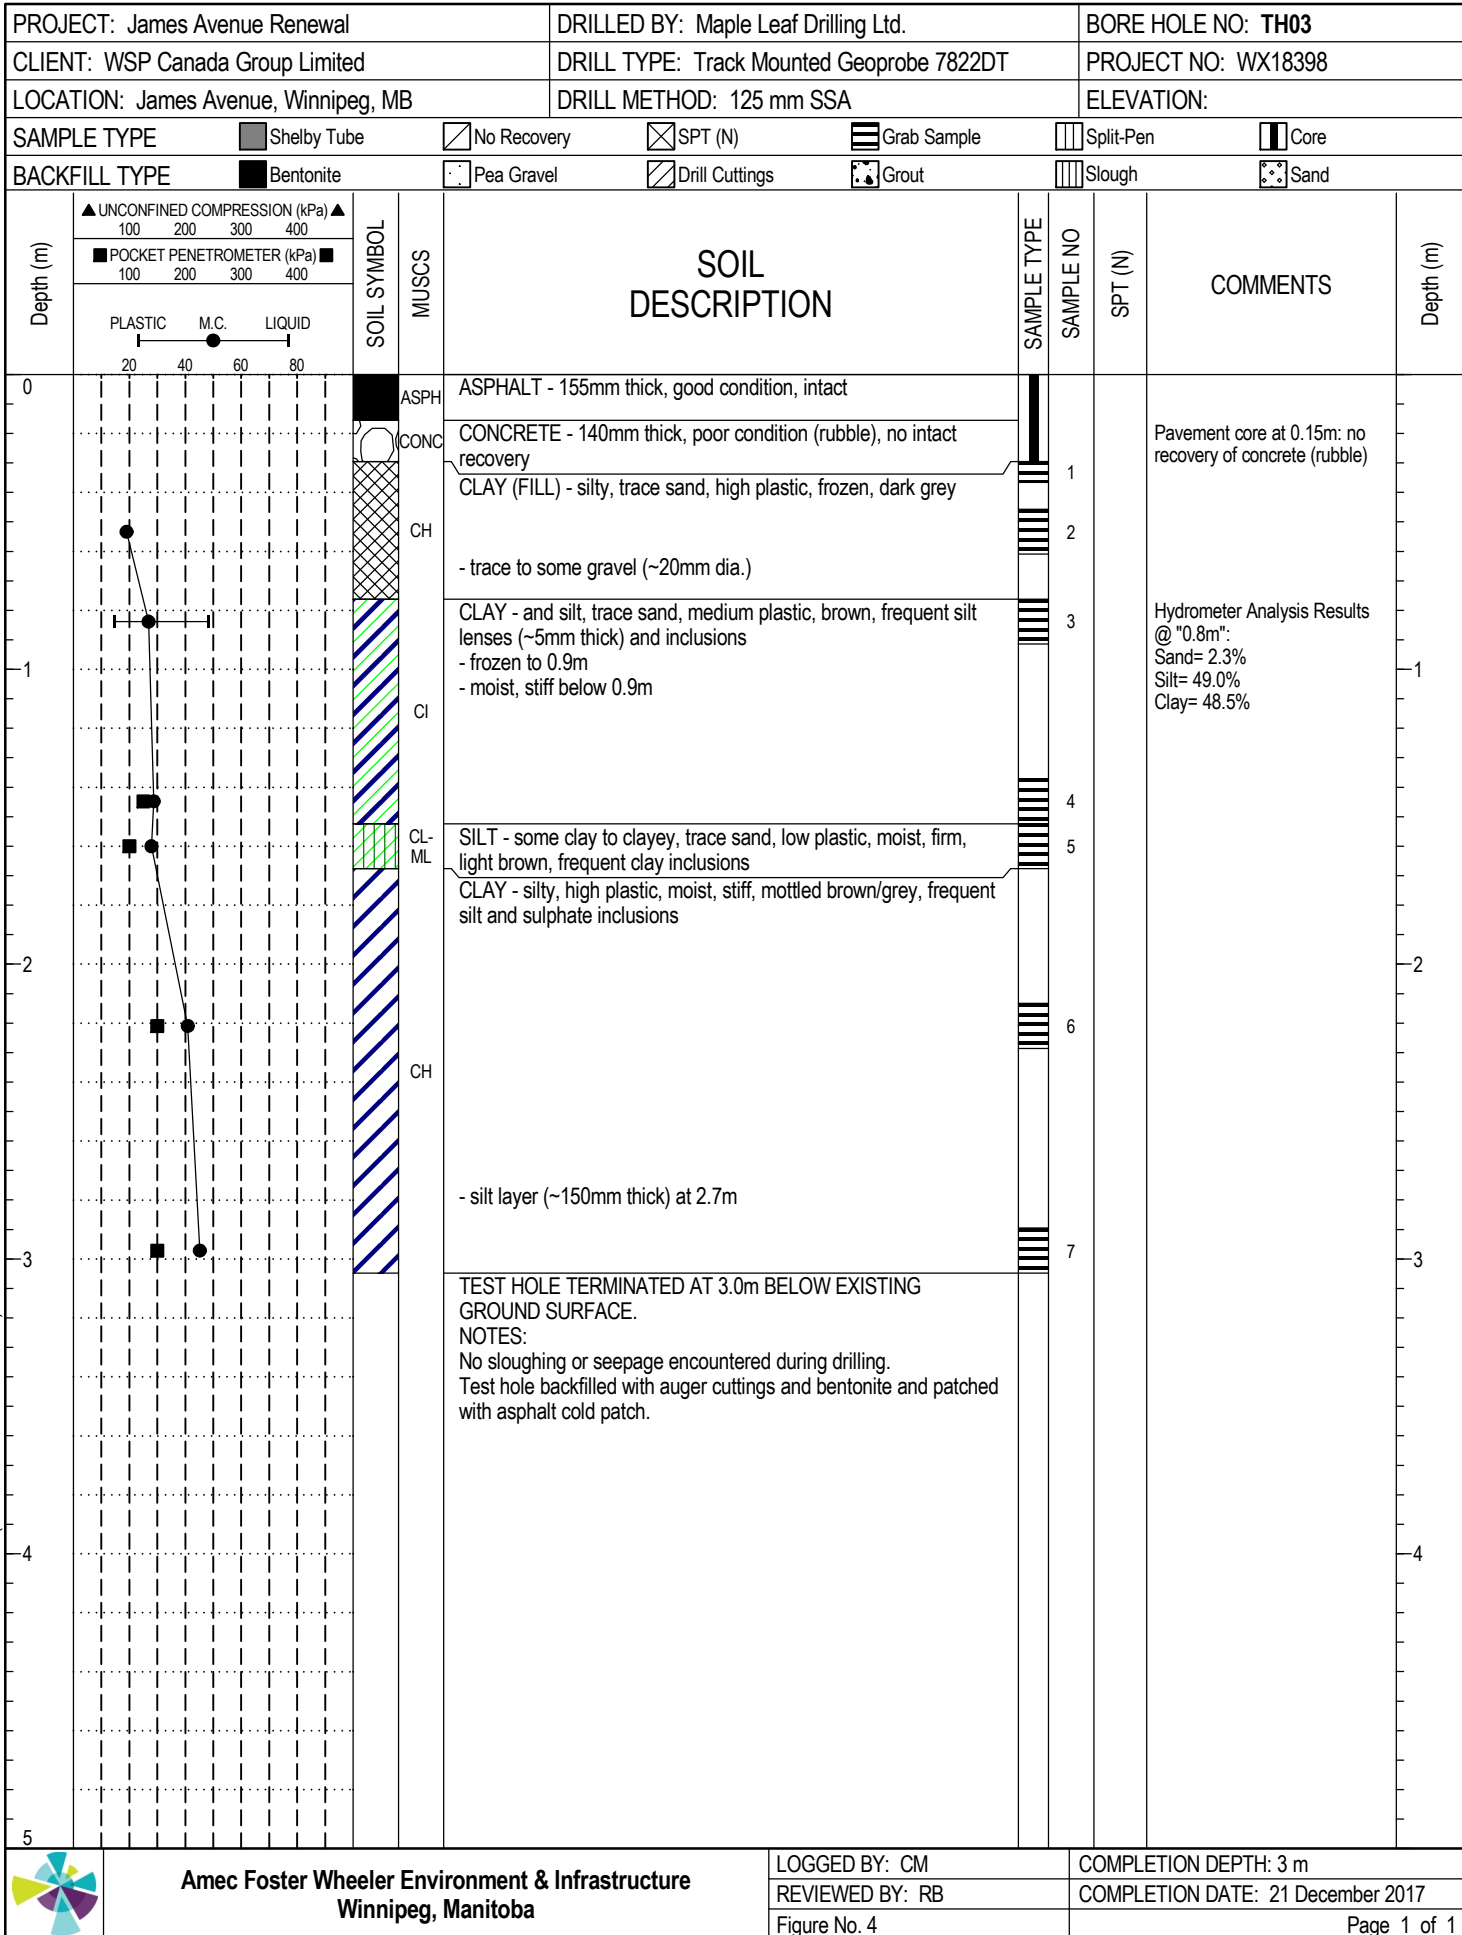 PROJECT: James Avenue Renewal
DRILLED BY: Maple Leaf Drilling Ltd.
BORE HOLE NO: TH03
CLIENT: WSP Canada Group Limited
DRILL TYPE: Track Mounted Geoprobe 7822DT
PROJECT NO: WX18398
LOCATION: James Avenue, Winnipeg, MB
DRILL METHOD: 125 mm SSA
ELEVATION:
SAMPLE TYPE
Shelby Tube
No Recovery
SPT (N)
Grab Sample
Split-Pen
Core
BACKFILL TYPE
Bentonite
Pea Gravel
Drill Cuttings
Grout
Slough
Sand
Depth (m)
UNCONFINED COMPRESSION (kPa)
100 200 300 400
POCKET PENETROMETER (kPa)
100 200 300 400
PLASTIC M.C. LIQUID
20 40 60 80
SOIL SYMBOL
MUSCS
SOIL
DESCRIPTION
SAMPLE TYPE
SAMPLE NO
SPT (N)
COMMENTS
Depth (m)
0
ASPH
ASPHALT - 155mm thick, good condition, intact
CONC
CONCRETE - 140mm thick, poor condition (rubble), no intact
recovery
1
Pavement core at 0.15m: no
recovery of concrete (rubble)
CLAY (FILL) - silty, trace sand, high plastic, frozen, dark grey
CH
2
- trace to some gravel (~20mm dia.)
CLAY - and silt, trace sand, medium plastic, brown, frequent silt
lenses (~5mm thick) and inclusions
- frozen to 0.9m
- moist, stiff below 0.9m
3
Hydrometer Analysis Results
@ "0.8m":
Sand= 2.3%
Silt= 49.0%
Clay= 48.5%
1
1
CI
4
CL-
ML
SILT - some clay to clayey, trace sand, low plastic, moist, firm,
light brown, frequent clay inclusions
5
CLAY - silty, high plastic, moist, stiff, mottled brown/grey, frequent
silt and sulphate inclusions
2
2
6
CH
- silt layer (~150mm thick) at 2.7m
7
3
3
TEST HOLE TERMINATED AT 3.0m BELOW EXISTING
GROUND SURFACE.
NOTES:
No sloughing or seepage encountered during drilling.
Test hole backfilled with auger cuttings and bentonite and patched
with asphalt cold patch.
4
4
5
Amec Foster Wheeler Environment & Infrastructure
Winnipeg, Manitoba
LOGGED BY: CM
COMPLETION DEPTH: 3 m
REVIEWED BY: RB
COMPLETION DATE: 21 December 2017
Figure No. 4
Page 1 of 1